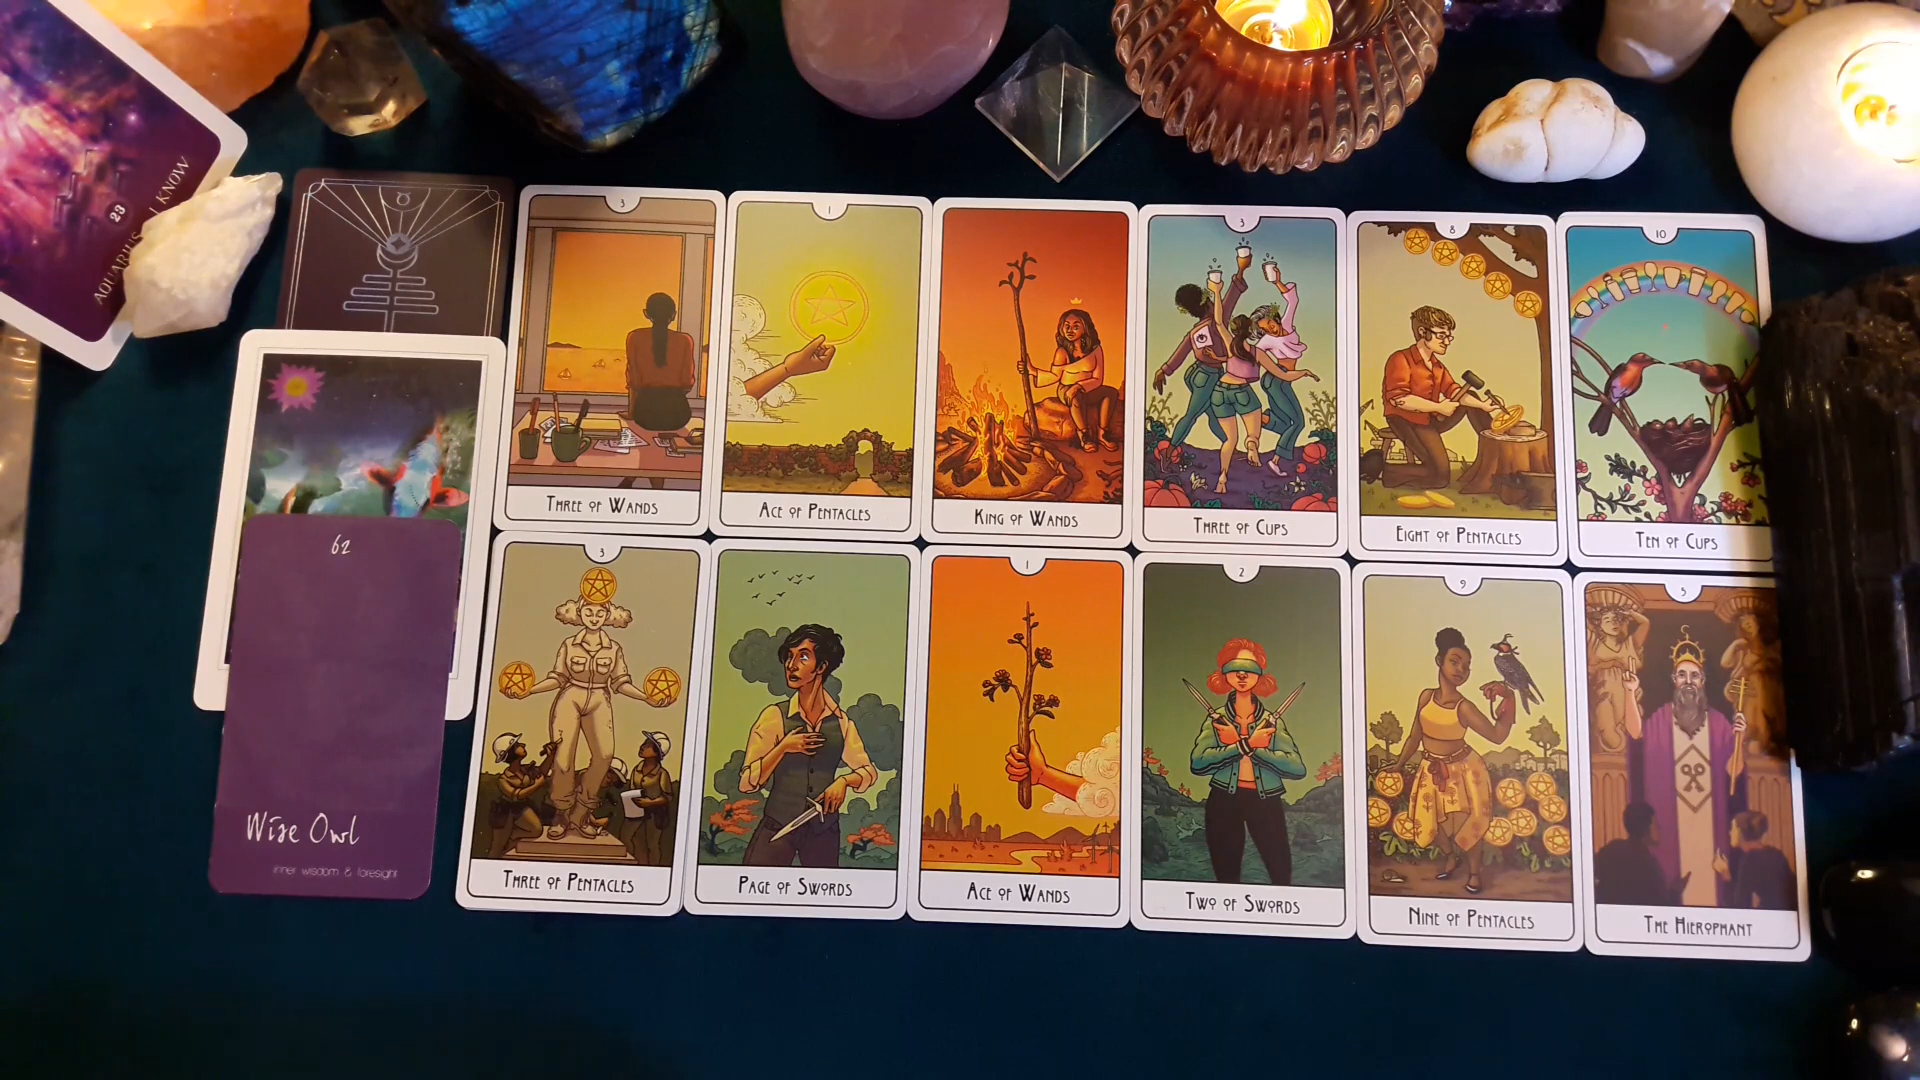 AQUARIUS I KNOW
23
3
THREE OF WANDS
1
ACE OF PENTACLES
KING OF WANDS
3
THREE OF CUPS
8
EIGHT OF PENTACLES
10
TEN OF CUPS
62
Wise Owl
inner wisdom & foresight
3
THREE OF PENTACLES
PAGE OF SWORDS
1
ACE OF WANDS
2
TWO OF SWORDS
9
NINE OF PENTACLES
5
THE HIEROPHANT